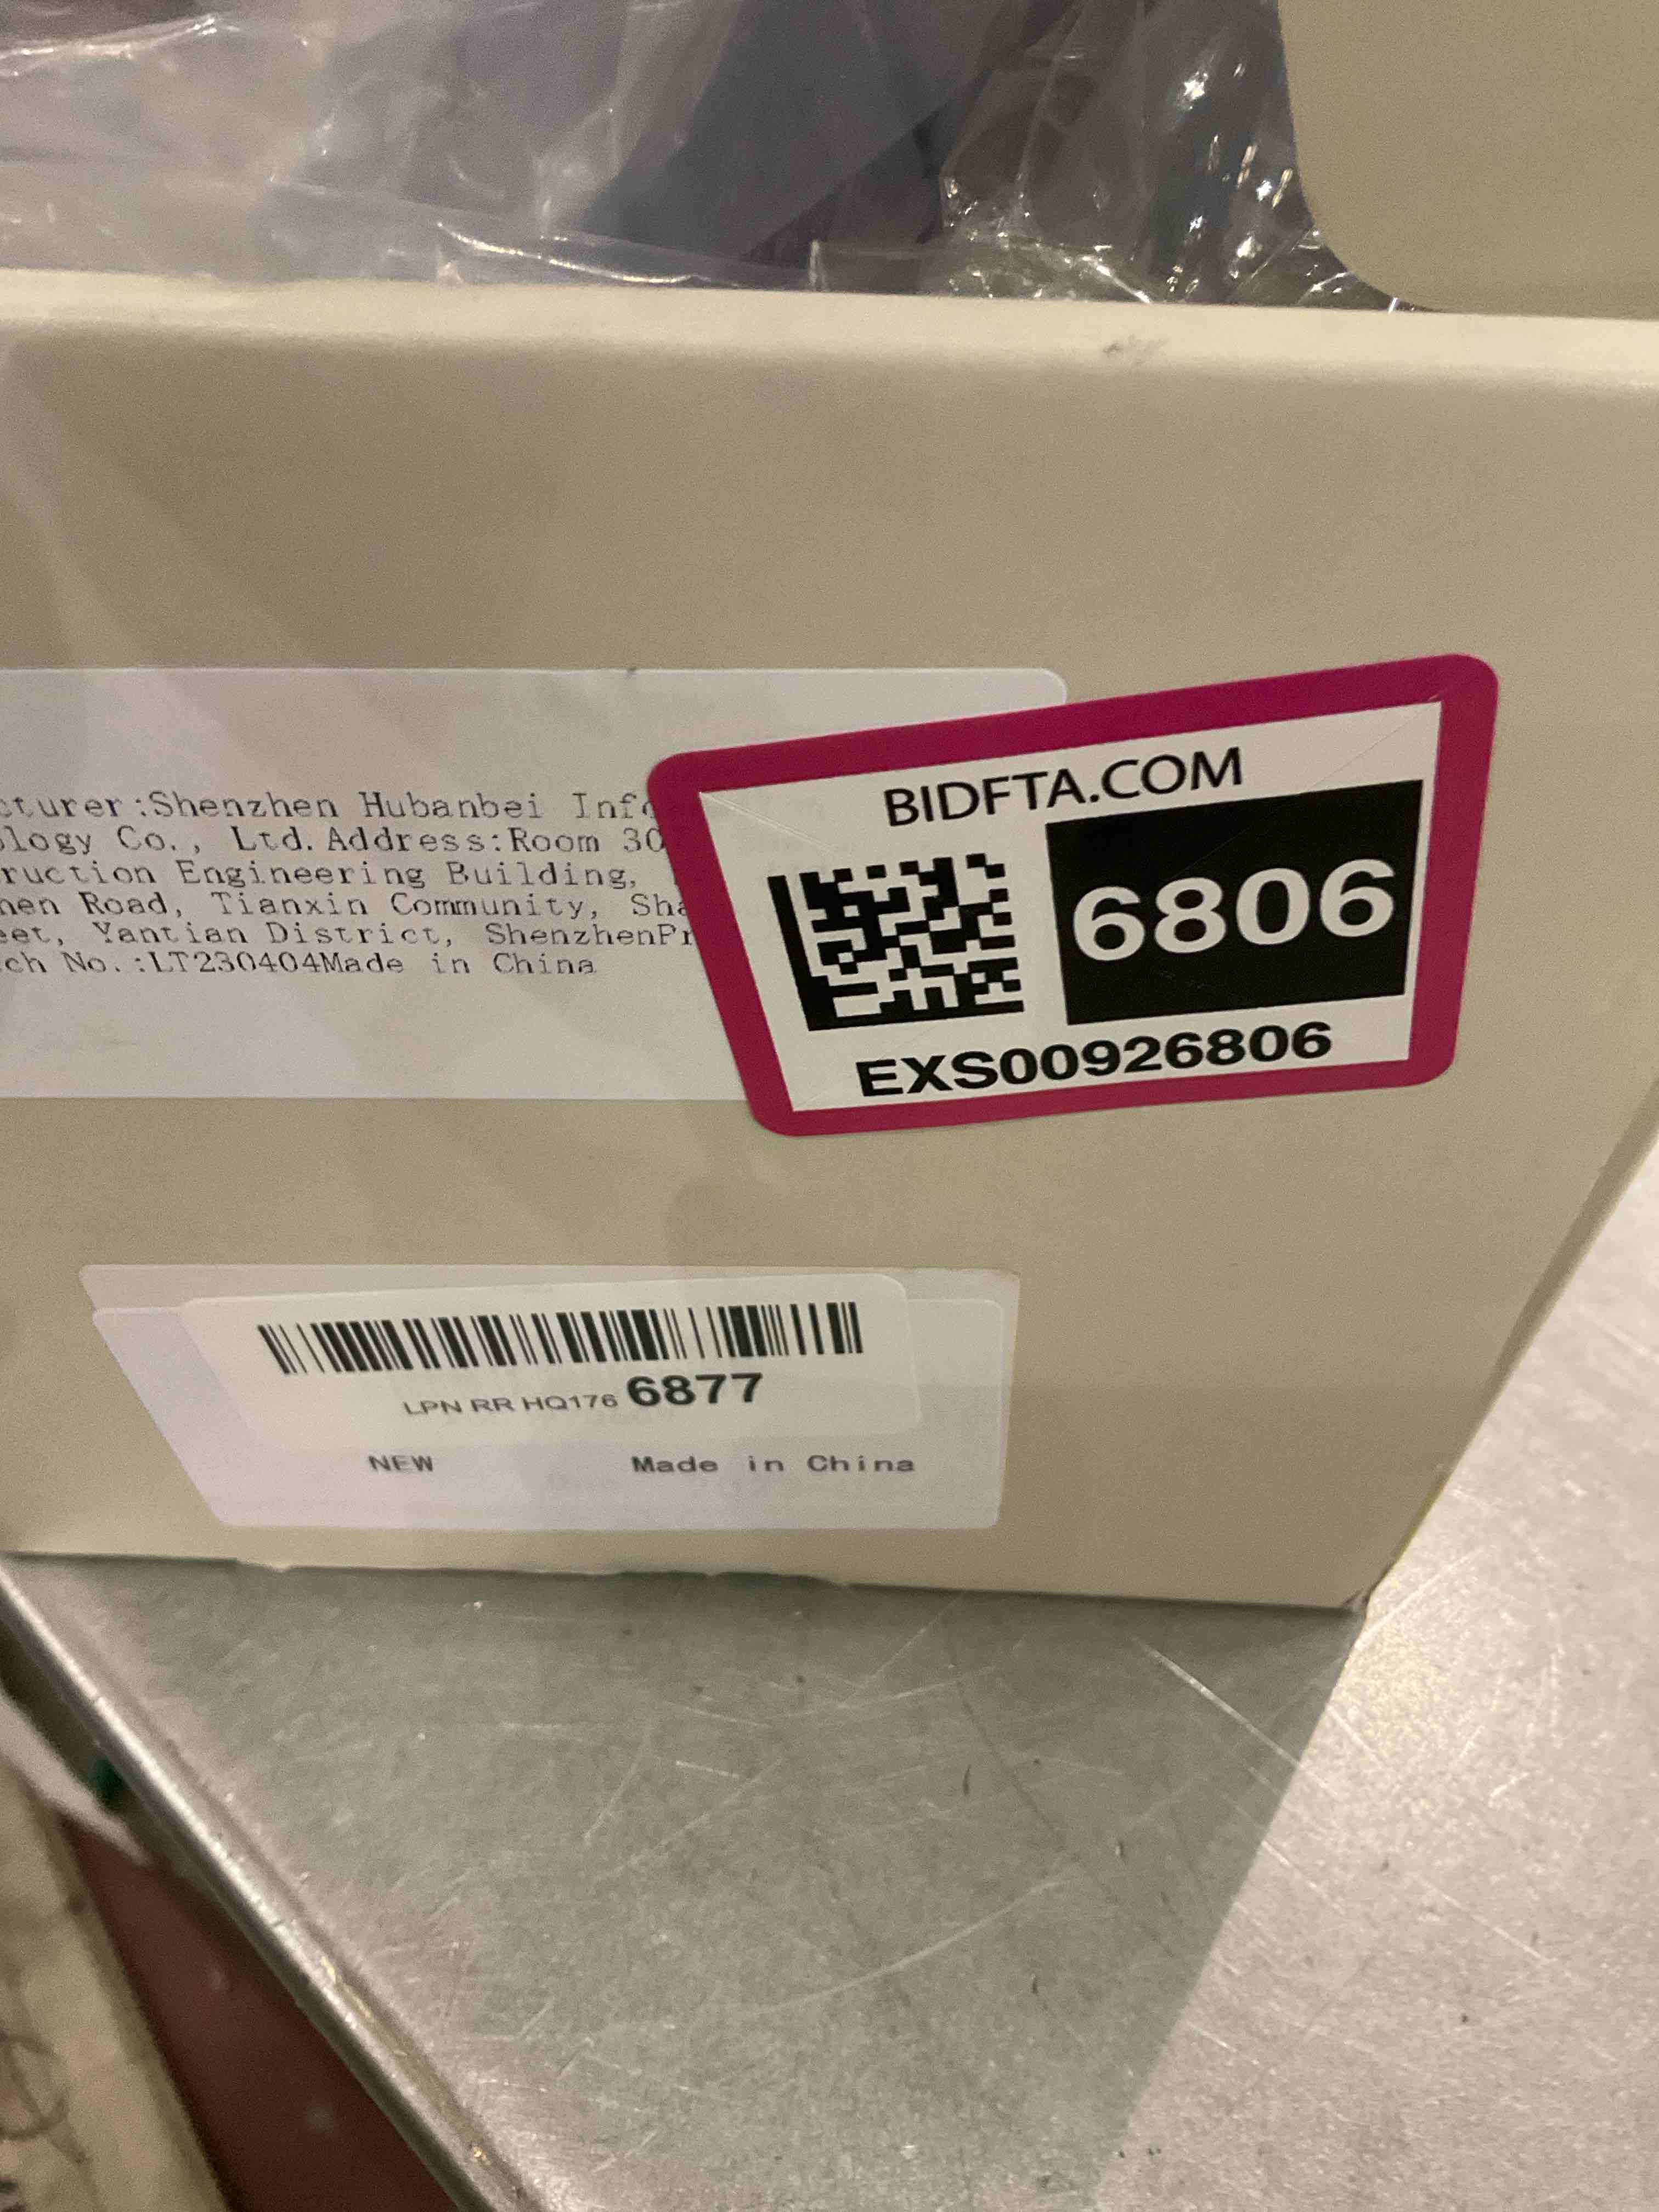 cturer:Shenzhen Hubanbei Info
ology Co., Ltd.Address:Room 30
ruction Engineering Building,
hen Road, Tianxin Community, Sha
eet, Yantian District, ShenzhenPr
ch No.:LT230404Made in China
BIDFTA.COM
6806
EXS00926806
LPN RR HQ176 6877
NEW Made in China